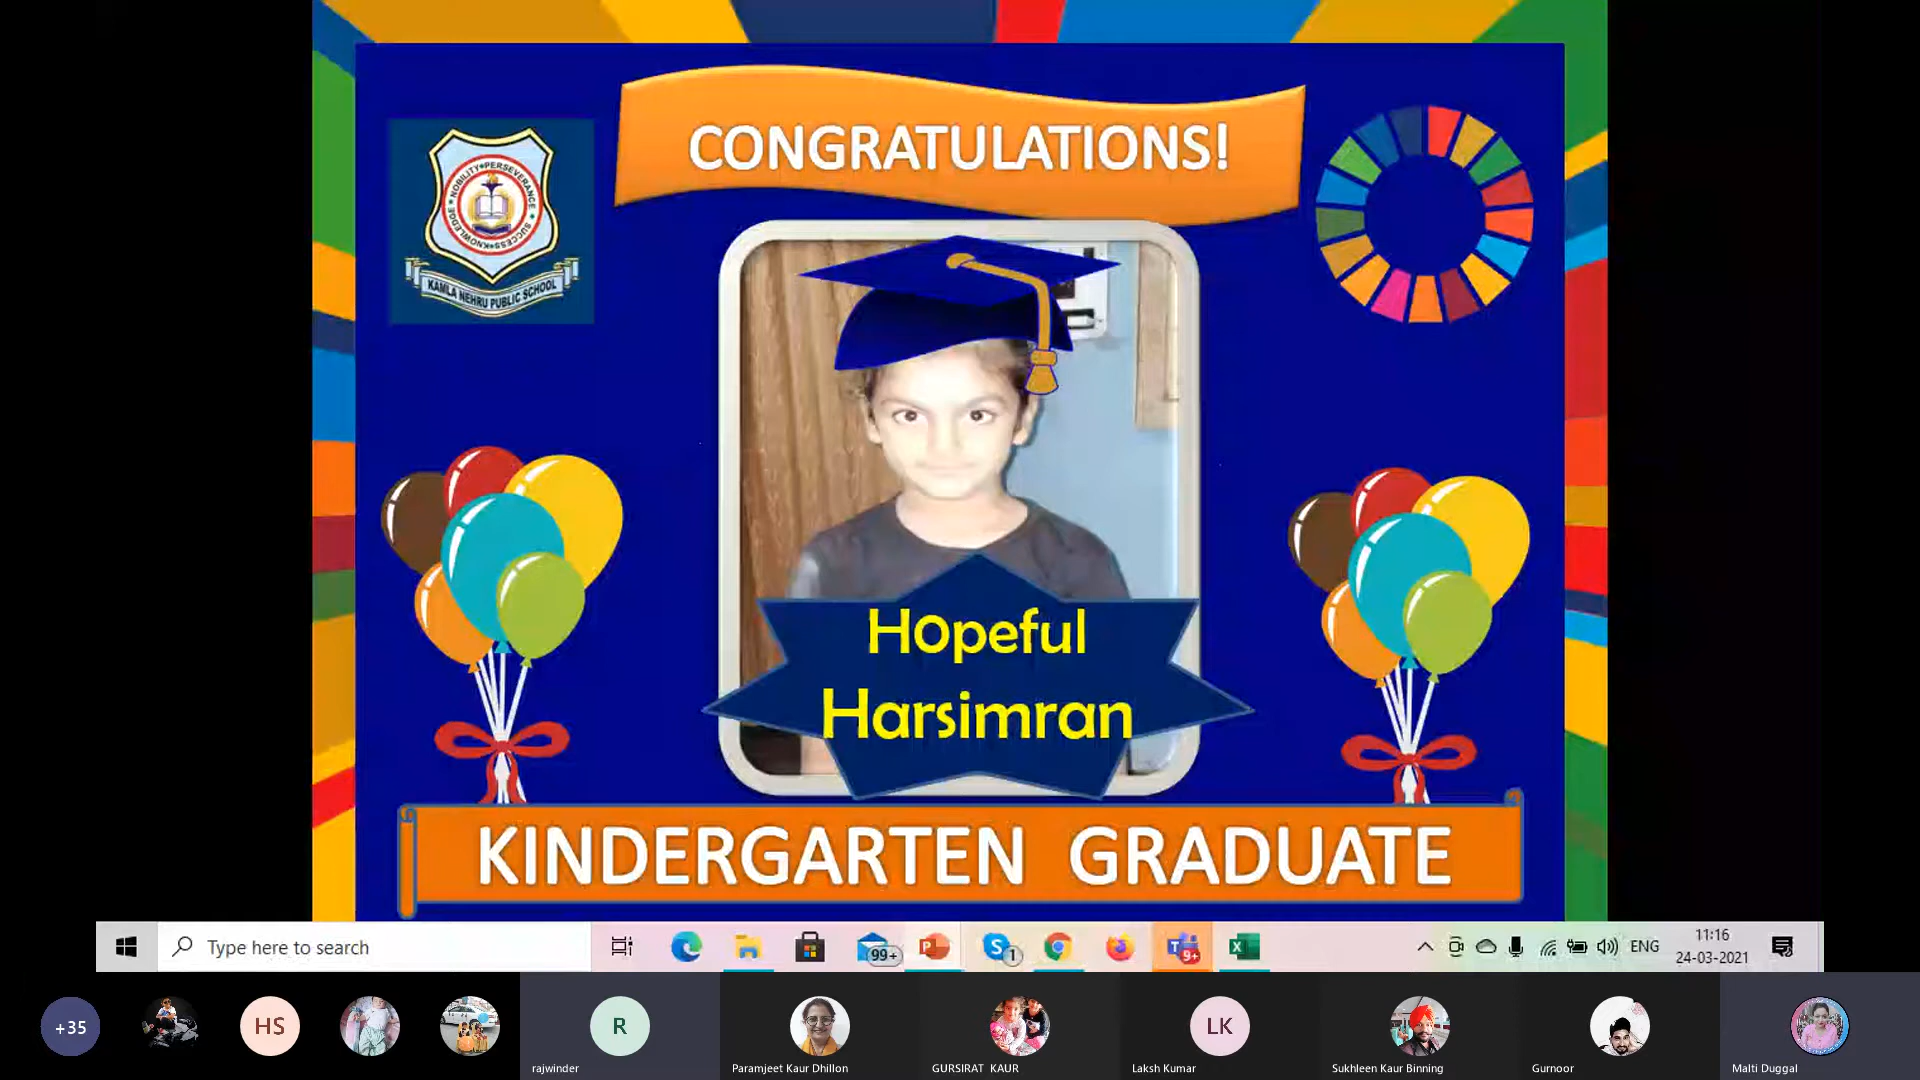 CONGRATULATIONS!
NOBILITY PERSEVERANCE SUCCESS KNOWLEDGE
KAMLA NEHRU PUBLIC SCHOOL
Hopeful
Harsimran
KINDERGARTEN GRADUATE
Type here to search
99+
1
9+
ENG
11:16
24-03-2021
+35
HS
R
LK
rajwinder
Paramjeet Kaur Dhillon
GURSIRAT KAUR
Laksh Kumar
Sukhleen Kaur Binning
Gurnoor
Malti Duggal